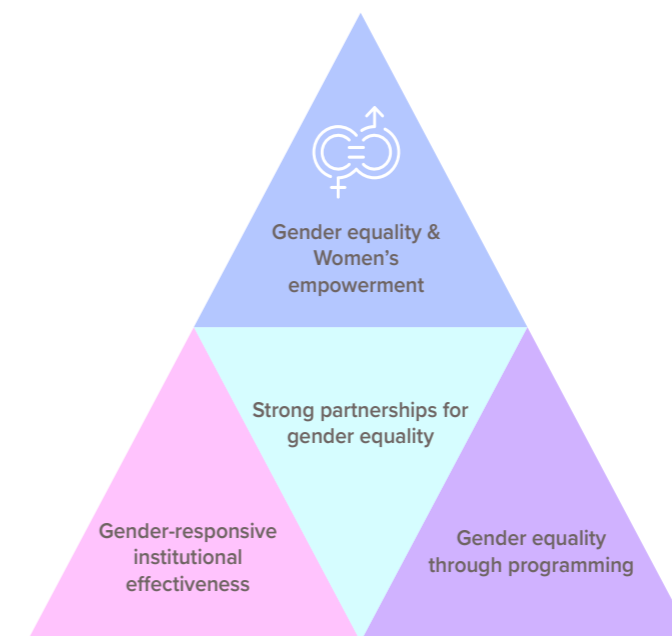 Gender equality &
Women’s
empowerment
Strong partnerships for
gender equality
Gender-responsive
institutional
effectiveness
Gender equality
through programming